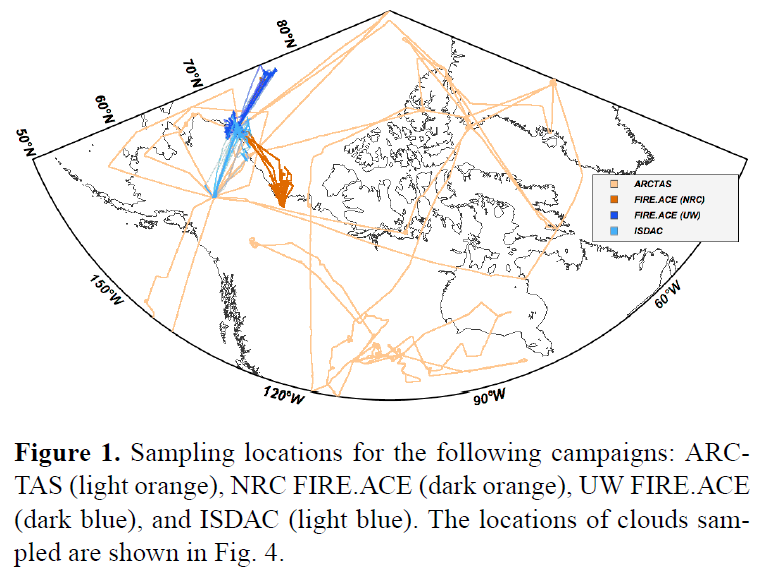 80°N
70°N
60°N
50°N
ARCTAS
FIRE.ACE (NRC)
FIRE.ACE (UW)
ISDAC
150°W
60°W
120°W
90°W
Figure 1. Sampling locations for the following campaigns: ARC-
TAS (light orange), NRC FIRE.ACE (dark orange), UW FIRE.ACE
(dark blue), and ISDAC (light blue). The locations of clouds sam-
pled are shown in Fig. 4.